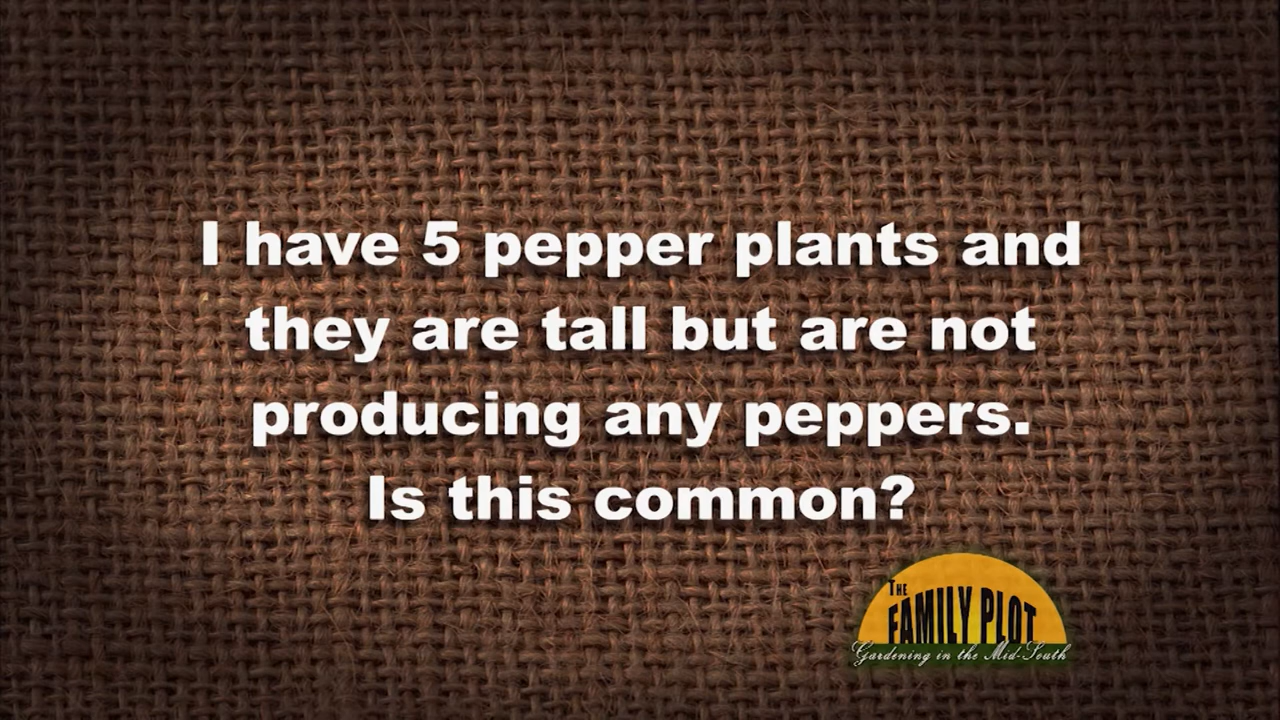 I have 5 pepper plants and
they are tall but are not
producing any peppers.
Is this common?
THE
FAMILY PLOT
Gardening in the Mid-South